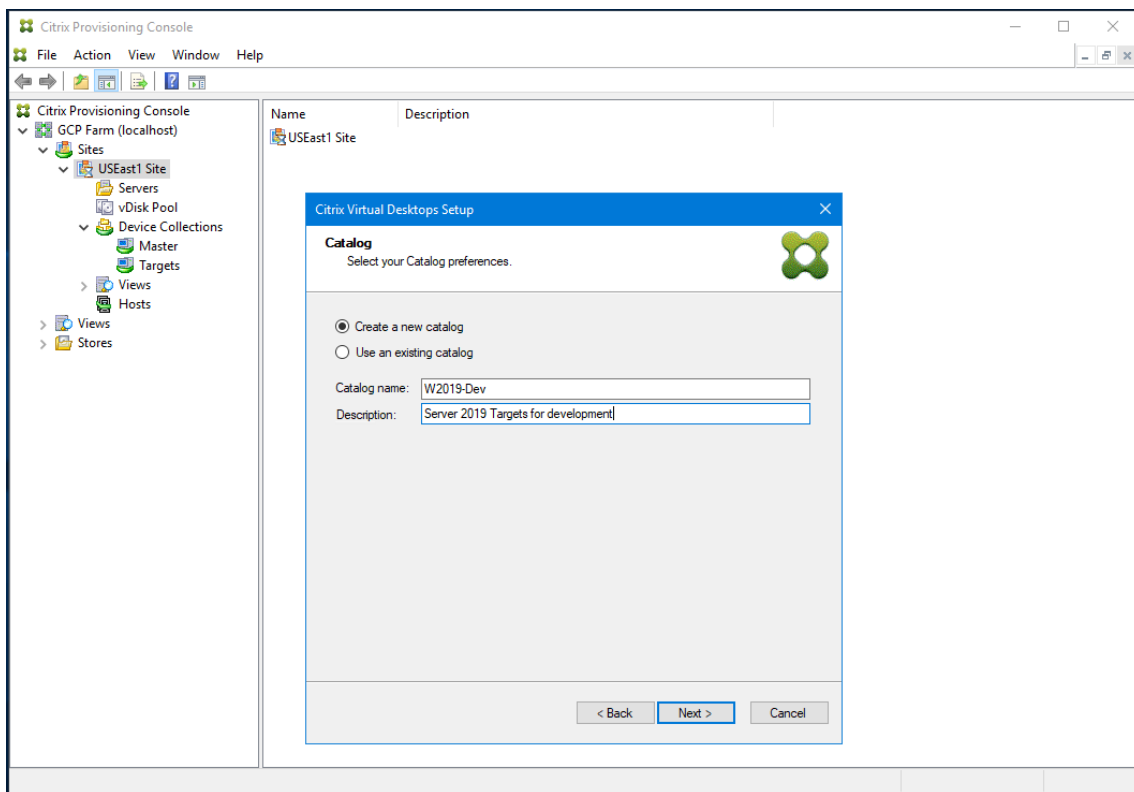 Citrix Provisioning Console
File Action View Window Help
Citrix Provisioning Console
GCP Farm (localhost)
Sites
USEast1 Site
Servers
vDisk Pool
Device Collections
Master
Targets
Views
Hosts
Views
Stores
Name Description
USEast1 Site
Citrix Virtual Desktops Setup
Catalog
Select your Catalog preferences.
Create a new catalog
Use an existing catalog
Catalog name: W2019-Dev
Description: Server 2019 Targets for development
< Back Next > Cancel